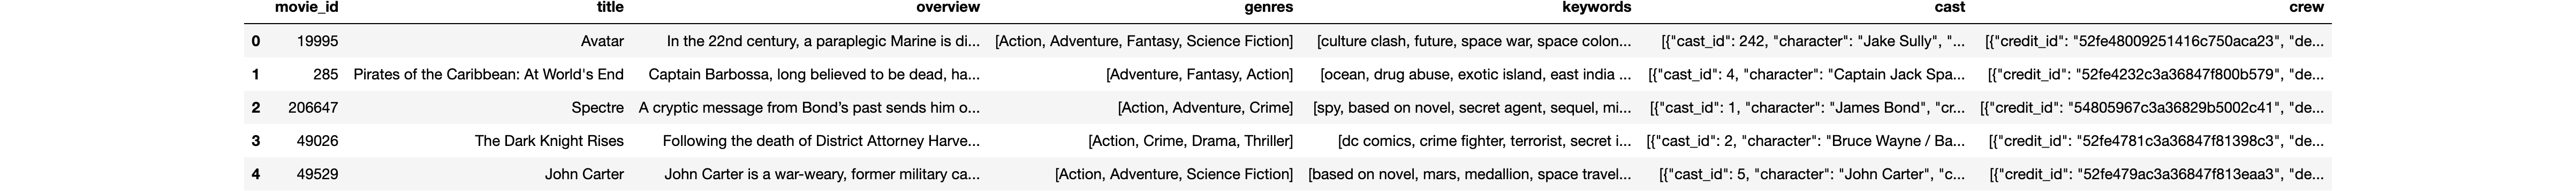 movie_id title overview genres keywords cast crew
0 19995 Avatar In the 22nd century, a paraplegic Marine is di... [Action, Adventure, Fantasy, Science Fiction] [culture clash, future, space war, space colon... [{"cast_id": 242, "character": "Jake Sully", "... [{"credit_id": "52fe48009251416c750aca23", "de...
1 285 Pirates of the Caribbean: At World's End Captain Barbossa, long believed to be dead, ha... [Adventure, Fantasy, Action] [ocean, drug abuse, exotic island, east india ... [{"cast_id": 4, "character": "Captain Jack Spa... [{"credit_id": "52fe4232c3a36847f800b579", "de...
2 206647 Spectre A cryptic message from Bond’s past sends him o... [Action, Adventure, Crime] [spy, based on novel, secret agent, sequel, mi... [{"cast_id": 1, "character": "James Bond", "cr... [{"credit_id": "54805967c3a36829b5002c41", "de...
3 49026 The Dark Knight Rises Following the death of District Attorney Harve... [Action, Crime, Drama, Thriller] [dc comics, crime fighter, terrorist, secret i... [{"cast_id": 2, "character": "Bruce Wayne / Ba... [{"credit_id": "52fe4781c3a36847f81398c3", "de...
4 49529 John Carter John Carter is a war-weary, former military ca... [Action, Adventure, Science Fiction] [based on novel, mars, medallion, space travel... [{"cast_id": 5, "character": "John Carter", "c... [{"credit_id": "52fe479ac3a36847f813eaa3", "de...